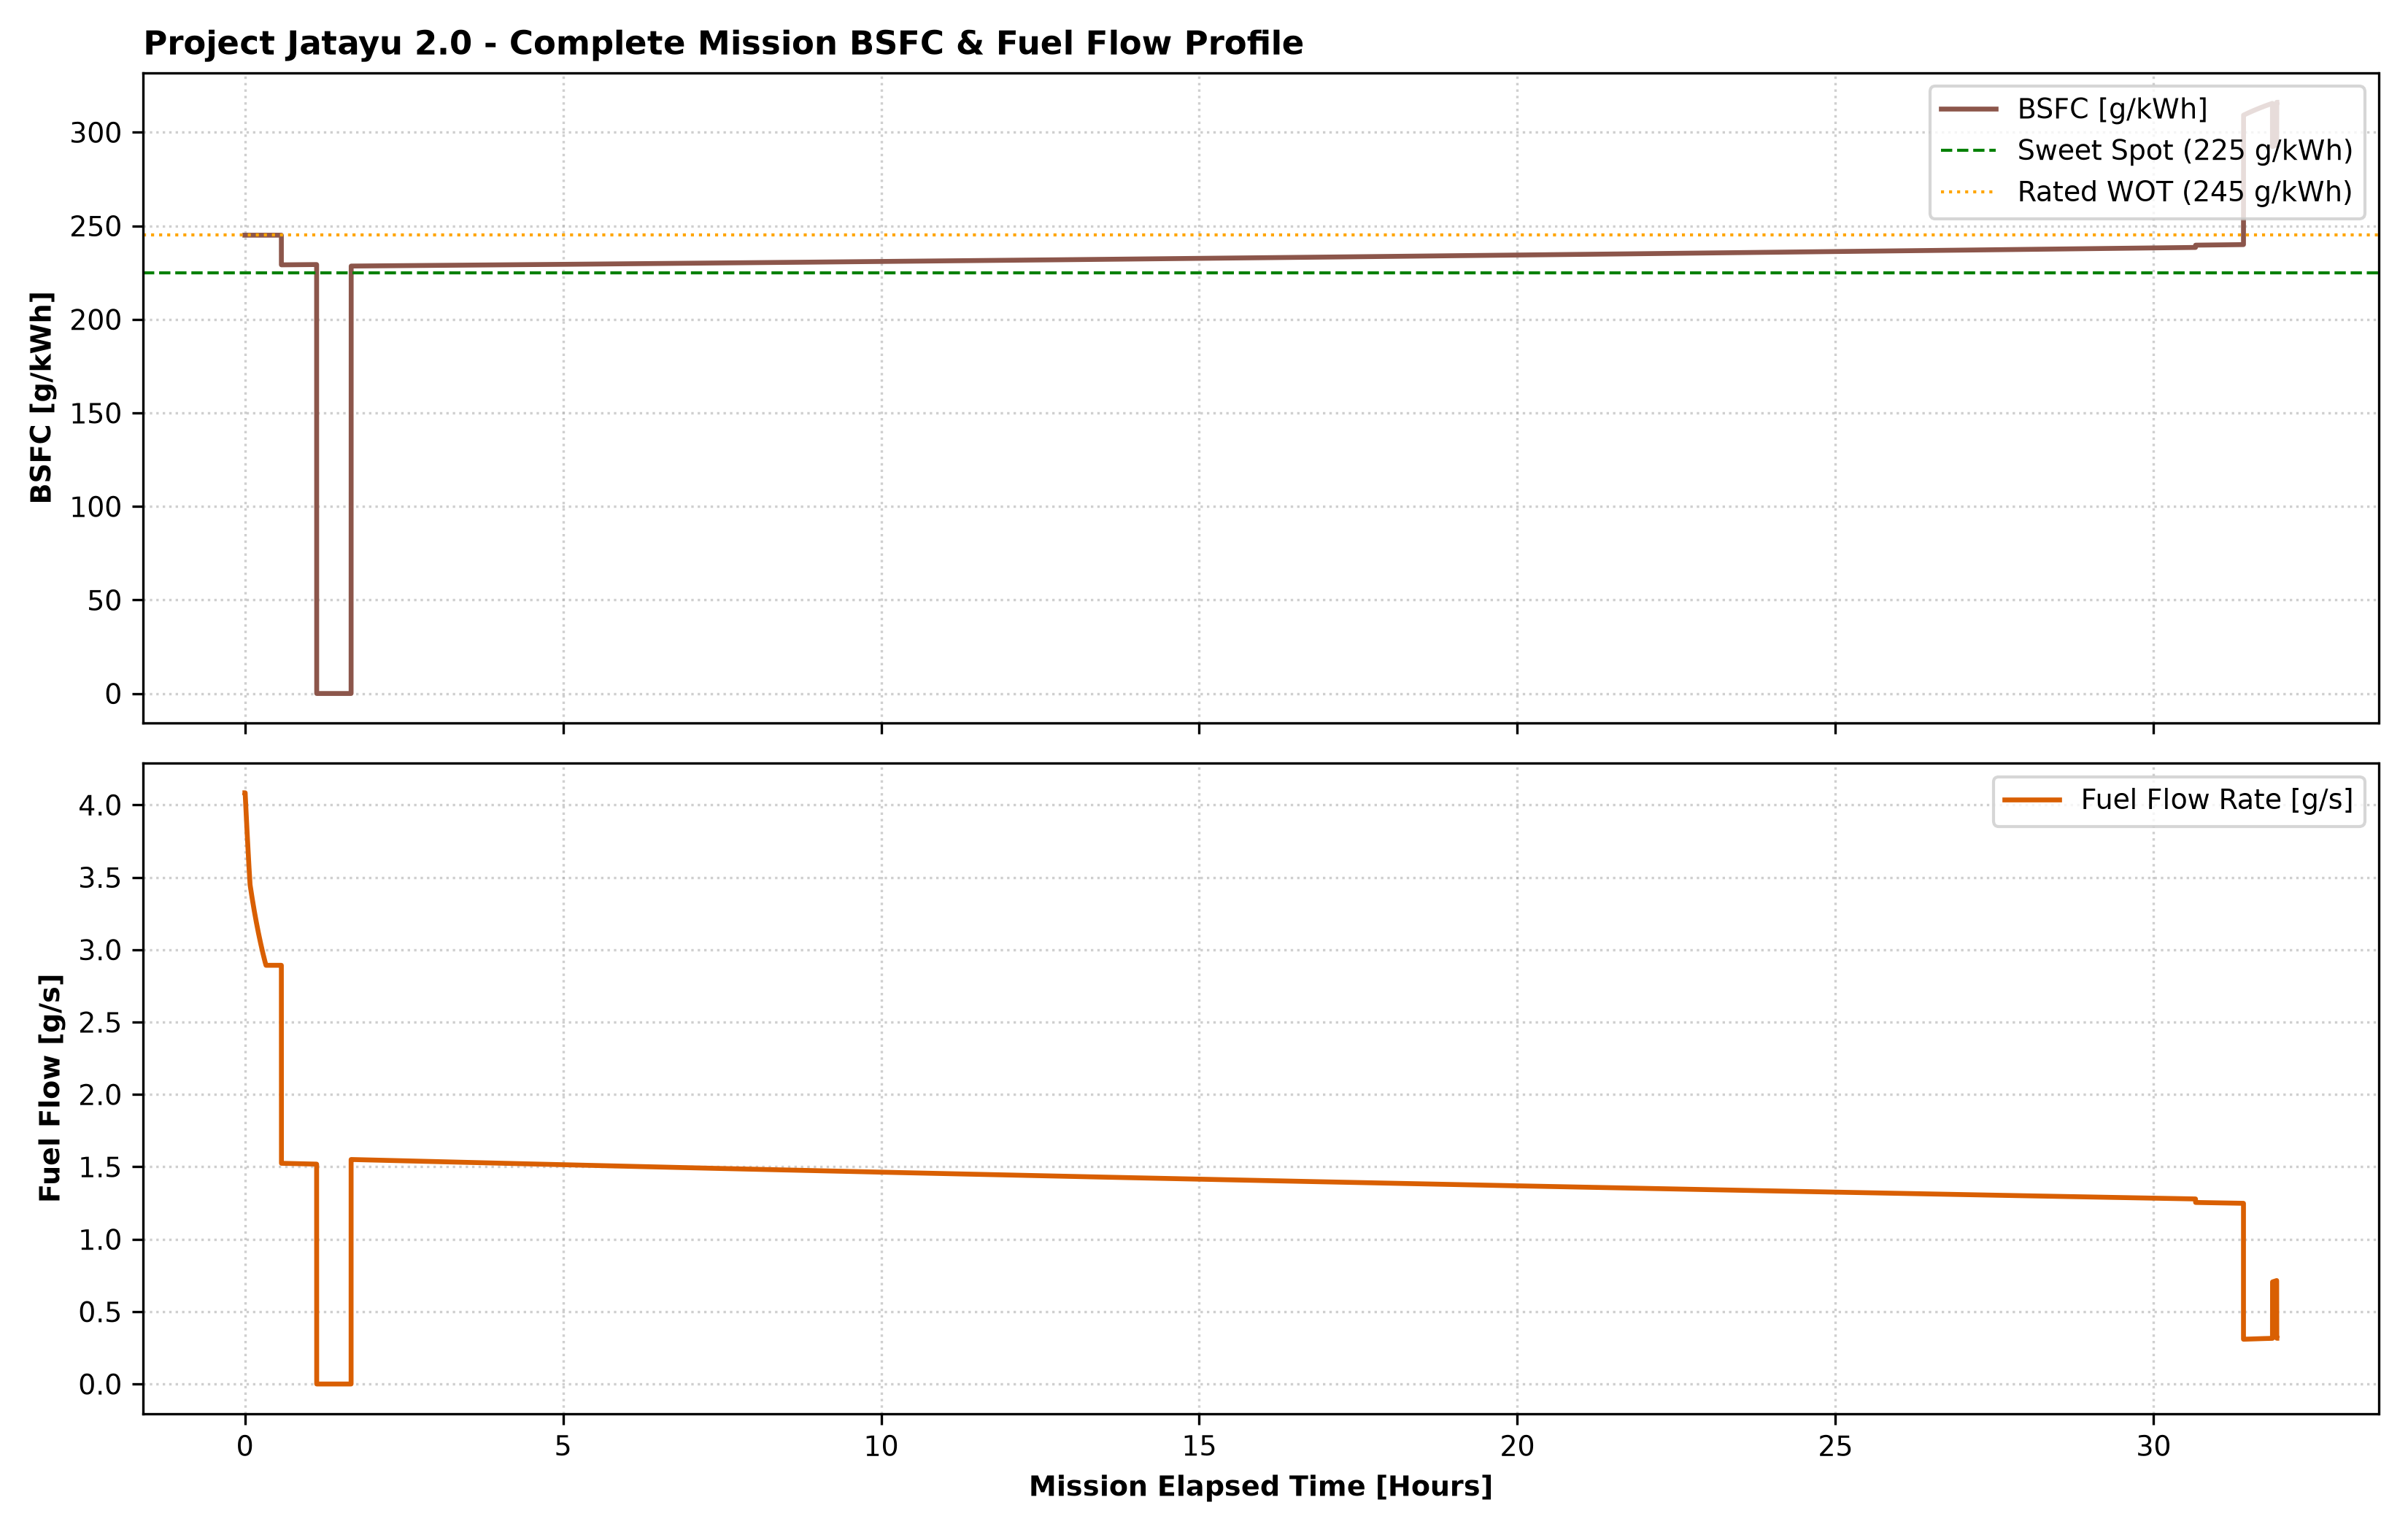 Project Jatayu 2.0 - Complete Mission BSFC & Fuel Flow Profile
BSFC [g/kWh]
300
250
200
150
100
50
0
BSFC [g/kWh]
Sweet Spot (225 g/kWh)
Rated WOT (245 g/kWh)
Fuel Flow [g/s]
4.0
3.5
3.0
2.5
2.0
1.5
1.0
0.5
0.0
Fuel Flow Rate [g/s]
0 5 10 15 20 25 30
Mission Elapsed Time [Hours]